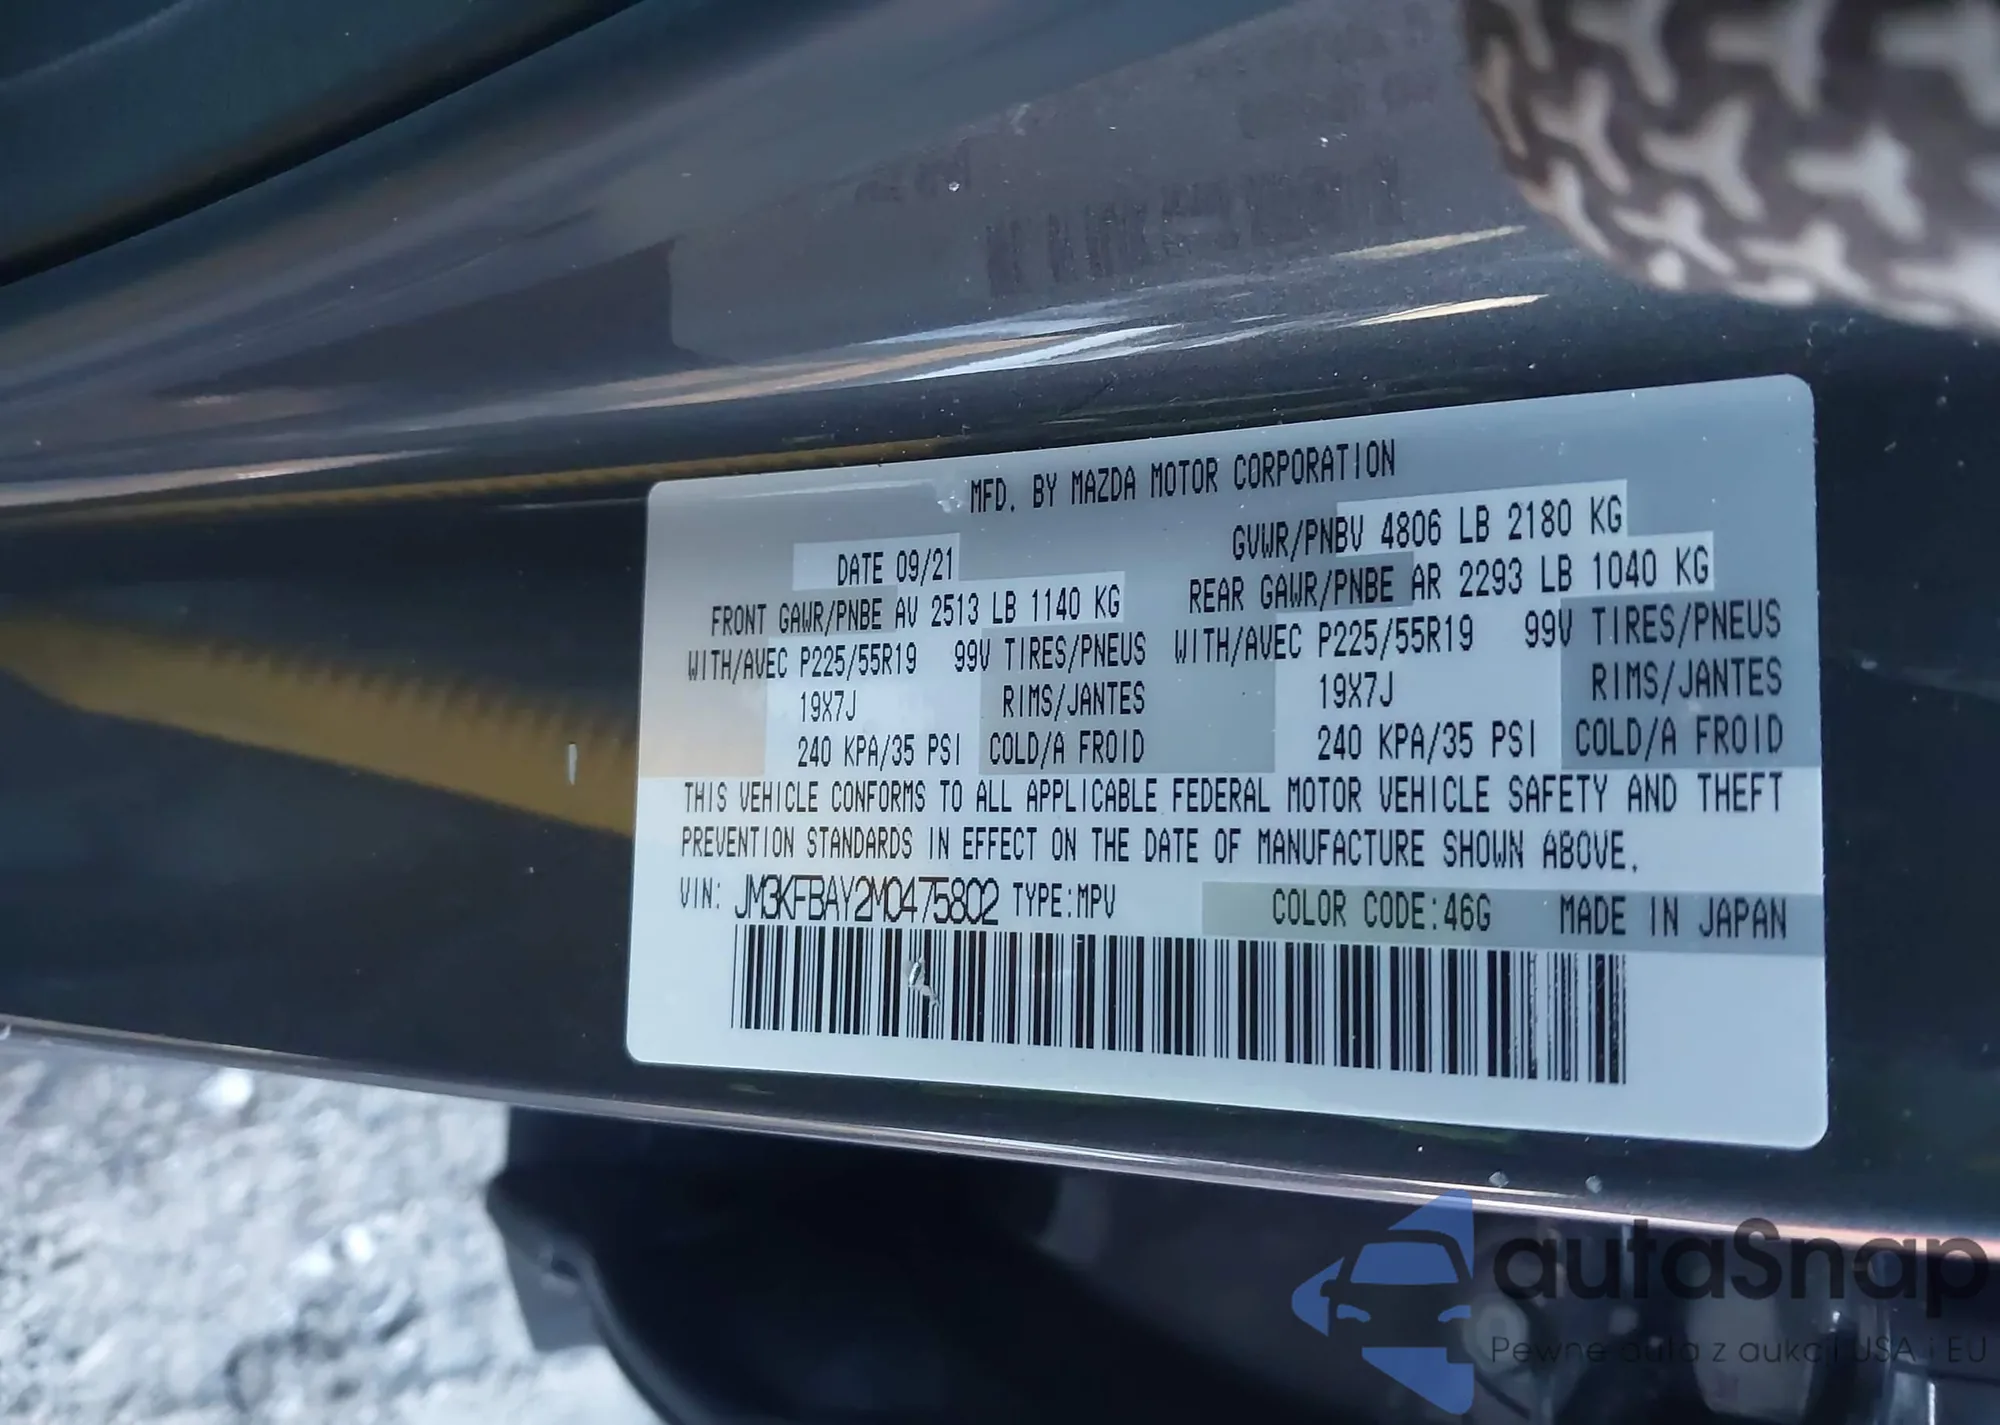 MFD. BY MAZDA MOTOR CORPORATION
DATE 09/21 GVWR/PNBV 4806 LB 2180 KG
FRONT GAWR/PNBE AV 2513 LB 1140 KG REAR GAWR/PNBE AR 2293 LB 1040 KG
WITH/AVEC P225/55R19 99V TIRES/PNEUS WITH/AVEC P225/55R19 99V TIRES/PNEUS
19X7J RIMS/JANTES 19X7J RIMS/JANTES
240 KPA/35 PSI COLD/A FROID 240 KPA/35 PSI COLD/A FROID
THIS VEHICLE CONFORMS TO ALL APPLICABLE FEDERAL MOTOR VEHICLE SAFETY AND THEFT
PREVENTION STANDARDS IN EFFECT ON THE DATE OF MANUFACTURE SHOWN ABOVE.
VIN: JM3KFBAY2M0475802 TYPE:MPV COLOR CODE:46G MADE IN JAPAN
autaSnap
Pewne auta z aukcji USA i EU